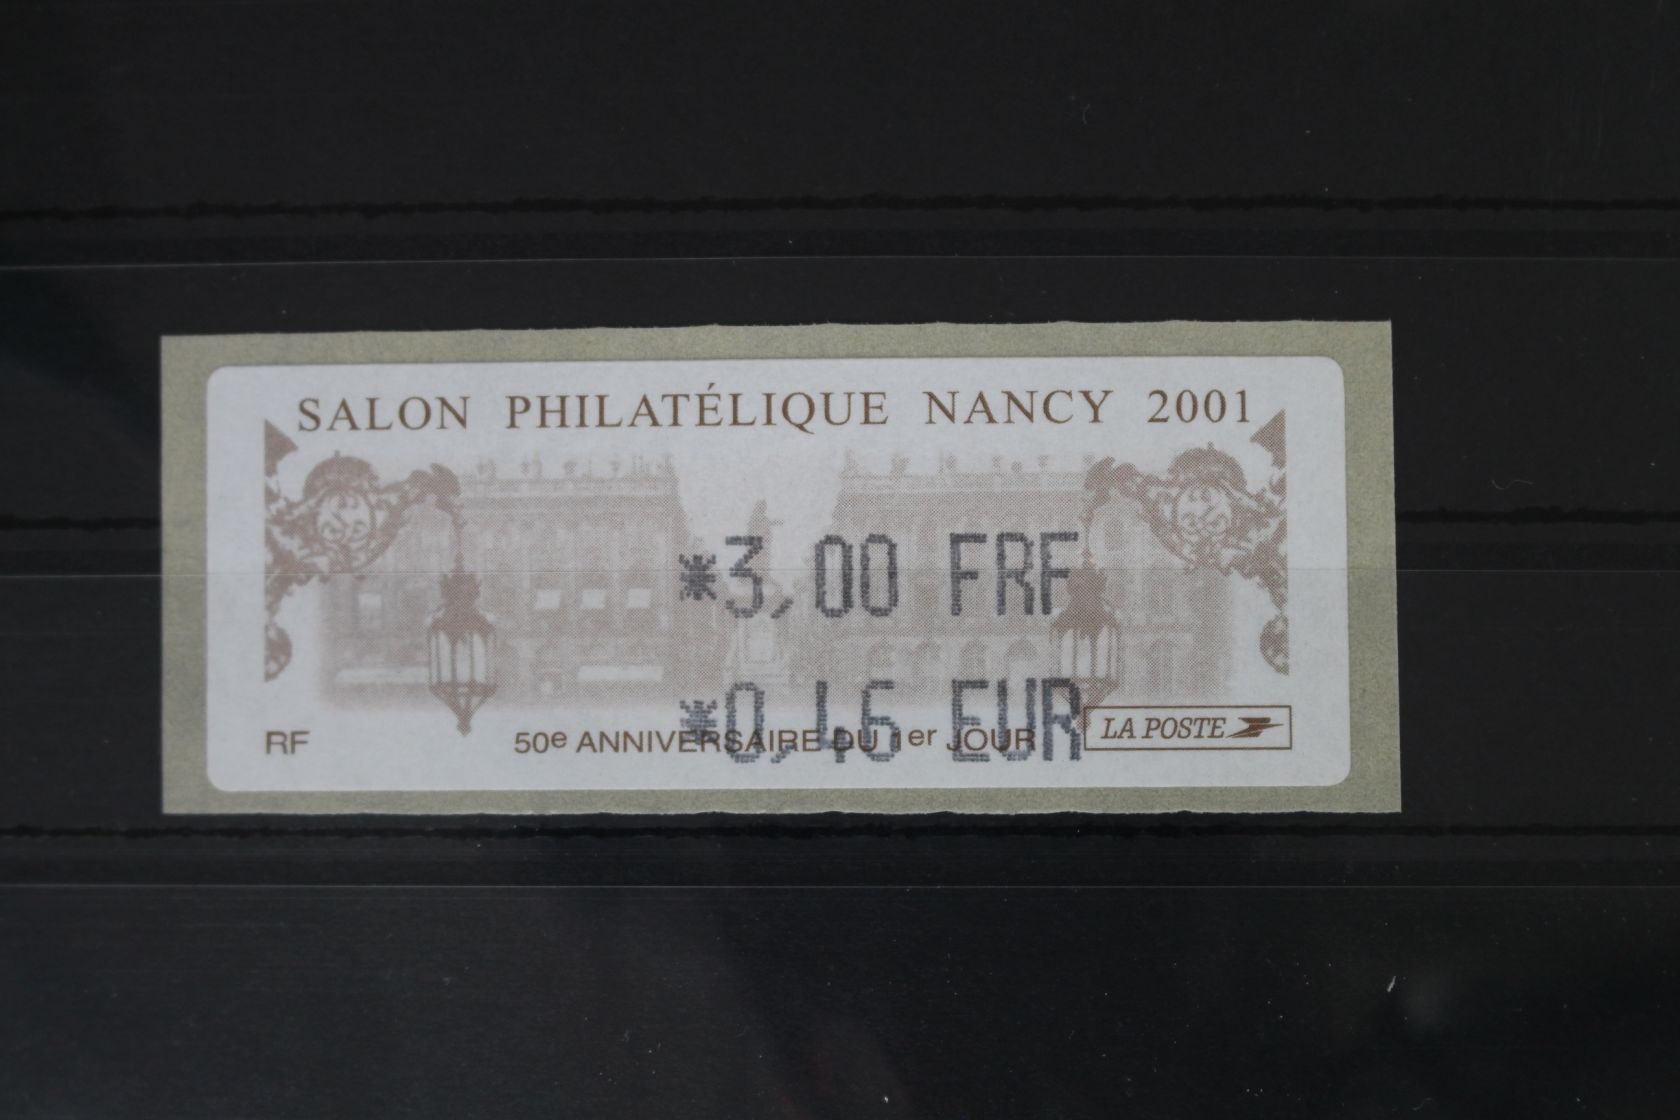 SALON PHILATÉLIQUE NANCY 2001
*3,00 FRF
*0,46 EUR
RF
50e ANNIVERSAIRE DU 1er JOUR
LA POSTE